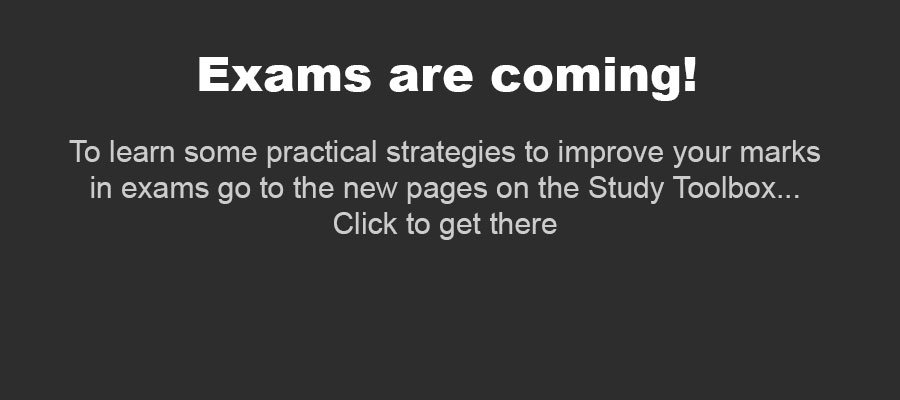 Exams are coming!
To learn some practical strategies to improve your marks
in exams go to the new pages on the Study Toolbox...
Click to get there